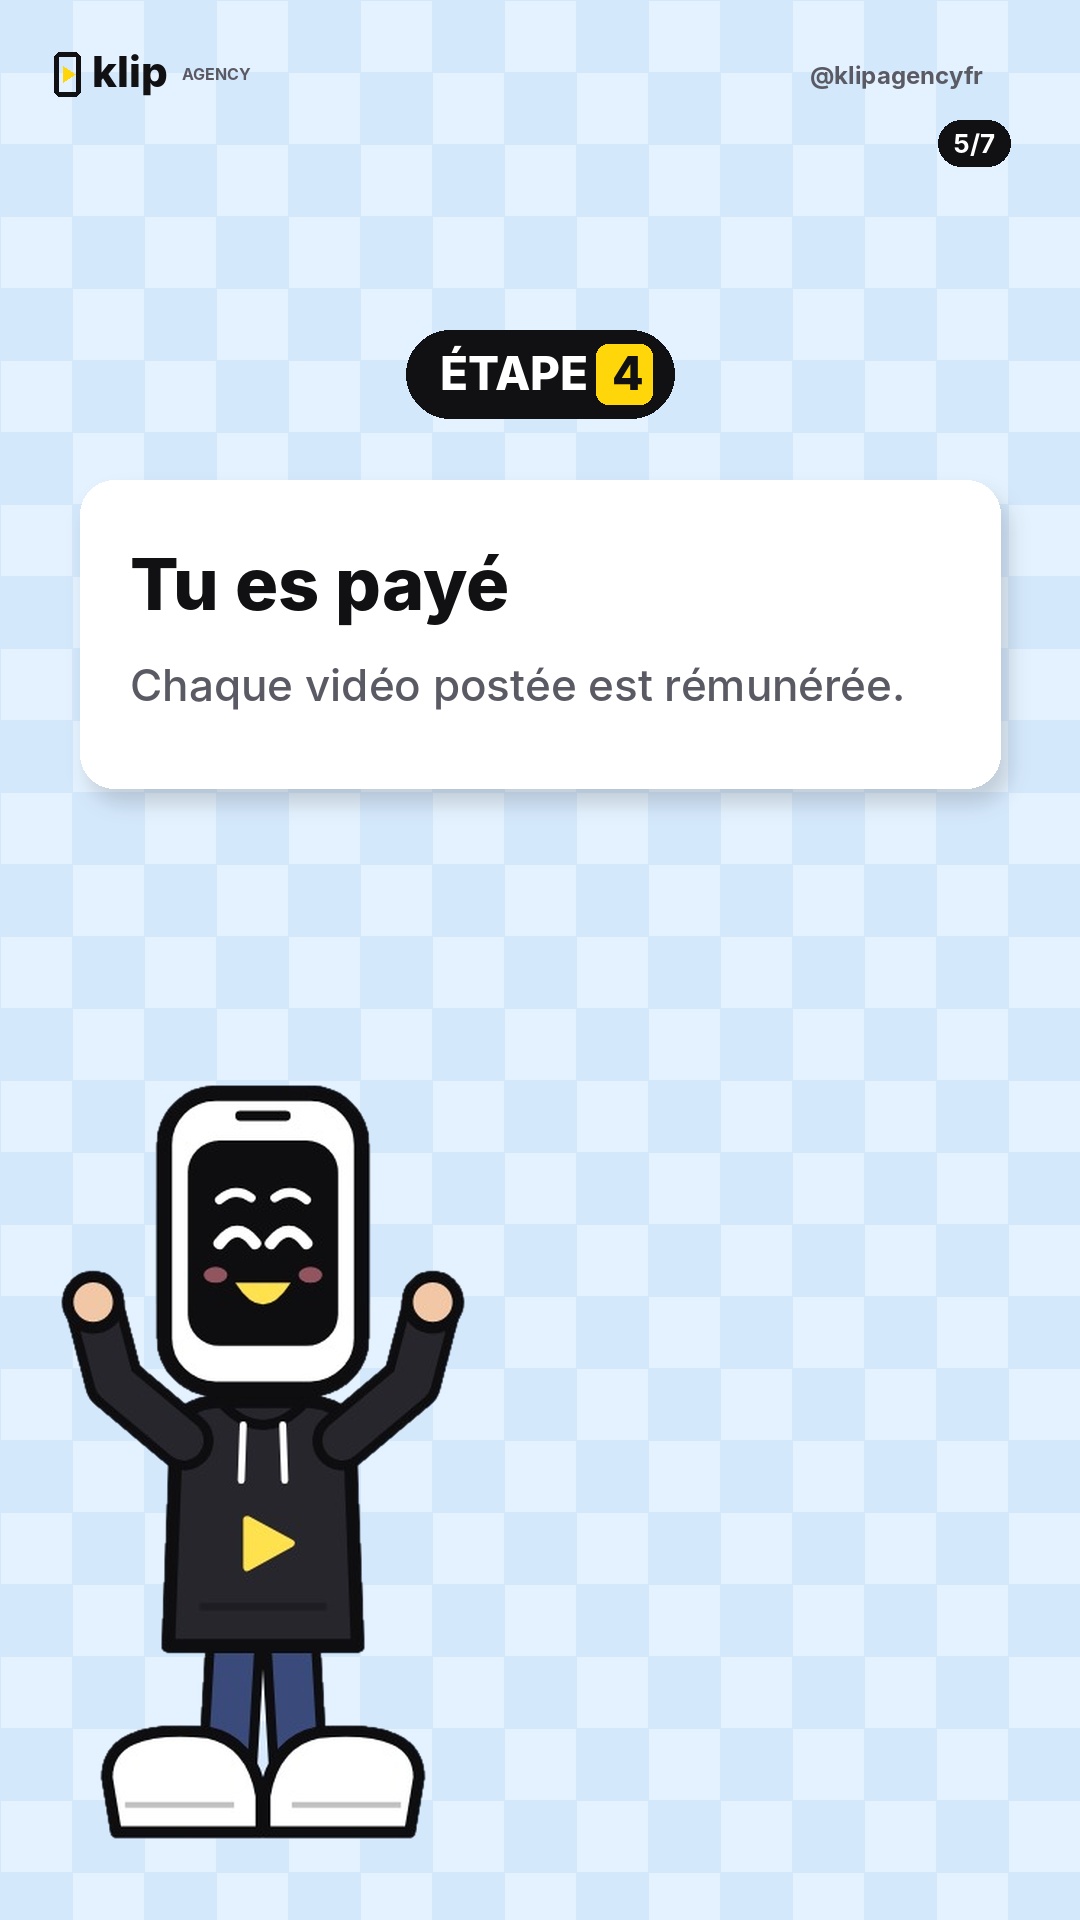 klip AGENCY
@klipagencyfr
5/7
ÉTAPE 4
Tu es payé
Chaque vidéo postée est rémunérée.